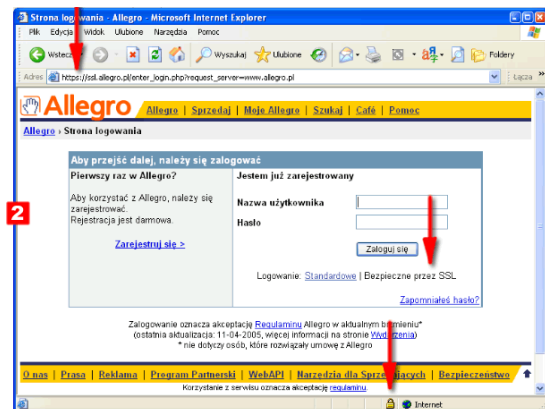 Strona logowania - Allegro - Microsoft Internet Explorer
Plik Edycja Widok Ulubione Narzędzia Pomoc
Wstecz Wyszukaj Ulubione Foldery
Adres https://ssl.allegro.pl/enter_login.php?request_server=www.allegro.pl Łącza »
Allegro Allegro | Sprzedaj | Moje Allegro | Szukaj | Café | Pomoc
Allegro › Strona logowania
Aby przejść dalej, należy się zalogować
Pierwszy raz w Allegro?
Aby korzystać z Allegro, należy się
zarejestrować.
Rejestracja jest darmowa.
Zarejestruj się >
Jestem już zarejestrowany
Nazwa użytkownika
Hasło
Zaloguj się
Logowanie: Standardowe | Bezpieczne przez SSL
Zapomniałeś hasło?
2
Zalogowanie oznacza akceptację Regulaminu Allegro w aktualnym brzmieniu*
(ostatnia aktualizacja: 11-04-2005, więcej informacji na stronie Wydarzenia)
* nie dotyczy osób, które rozwiązały umowę z Allegro
O nas | Prasa | Reklama | Program Partnerski | WebAPI | Narzędzia dla Sprzedających | Bezpieczeństwo
Korzystanie z serwisu oznacza akceptację regulaminu.
Internet